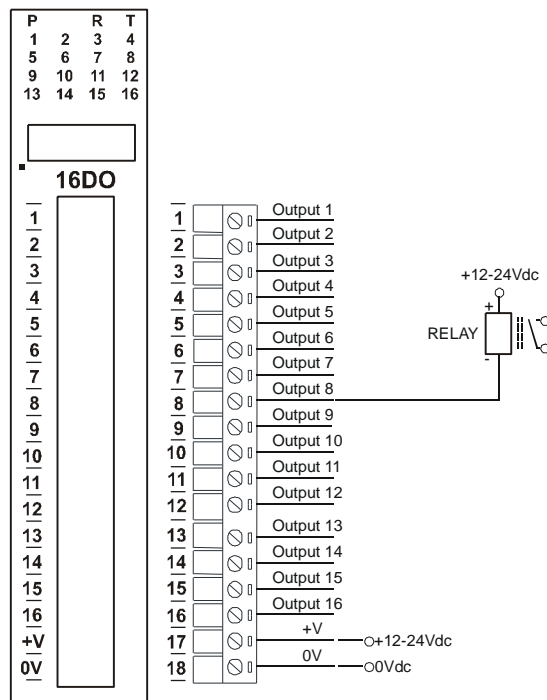 P R T
1 2 3 4
5 6 7 8
9 10 11 12
13 14 15 16
16DO
1
2
3
4
5
6
7
8
9
10
11
12
13
14
15
16
+V
0V
1 Output 1
2 Output 2
3 Output 3
4 Output 4
5 Output 5
6 Output 6
7 Output 7
8 Output 8
9 Output 9
10 Output 10
11 Output 11
12 Output 12
13 Output 13
14 Output 14
15 Output 15
16 Output 16
17 +V +12-24Vdc
18 0V 0Vdc
+12-24Vdc
+
RELAY
-